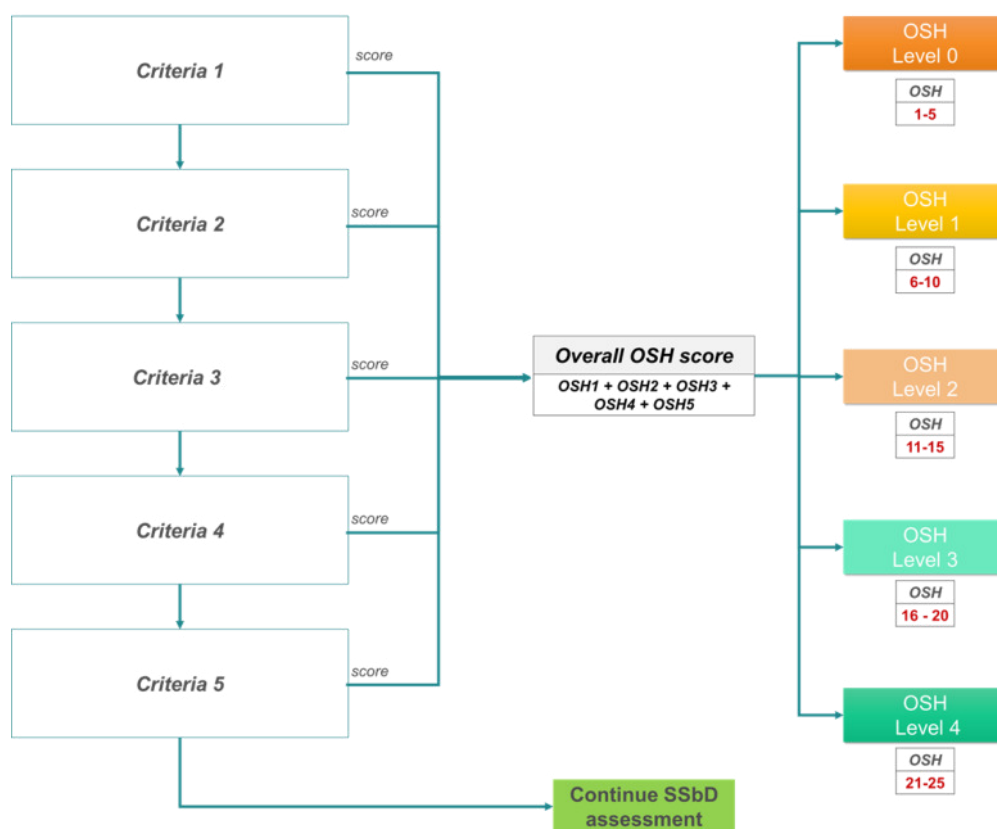 Criteria 1
score
Criteria 2
score
Criteria 3
score
Criteria 4
score
Criteria 5
score
Overall OSH score
OSH1 + OSH2 + OSH3 +
OSH4 + OSH5
Continue SSbD
assessment
OSH
Level 0
OSH
1-5
OSH
Level 1
OSH
6-10
OSH
Level 2
OSH
11-15
OSH
Level 3
OSH
16 - 20
OSH
Level 4
OSH
21-25